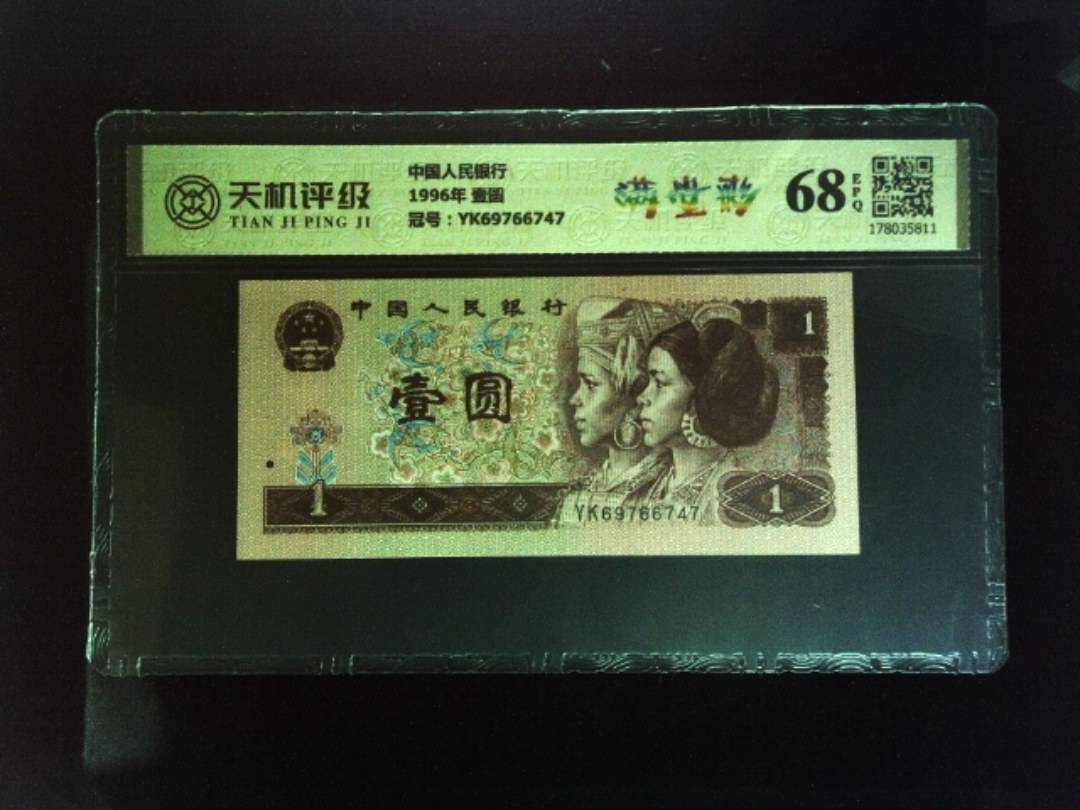 天机评级
TIAN JI PING JI
中国人民银行
1996年 壹圆
冠号：YK69766747
满堂彩
68
EPQ
178035811
中国人民银行
1
壹圆
1
YK69766747
1